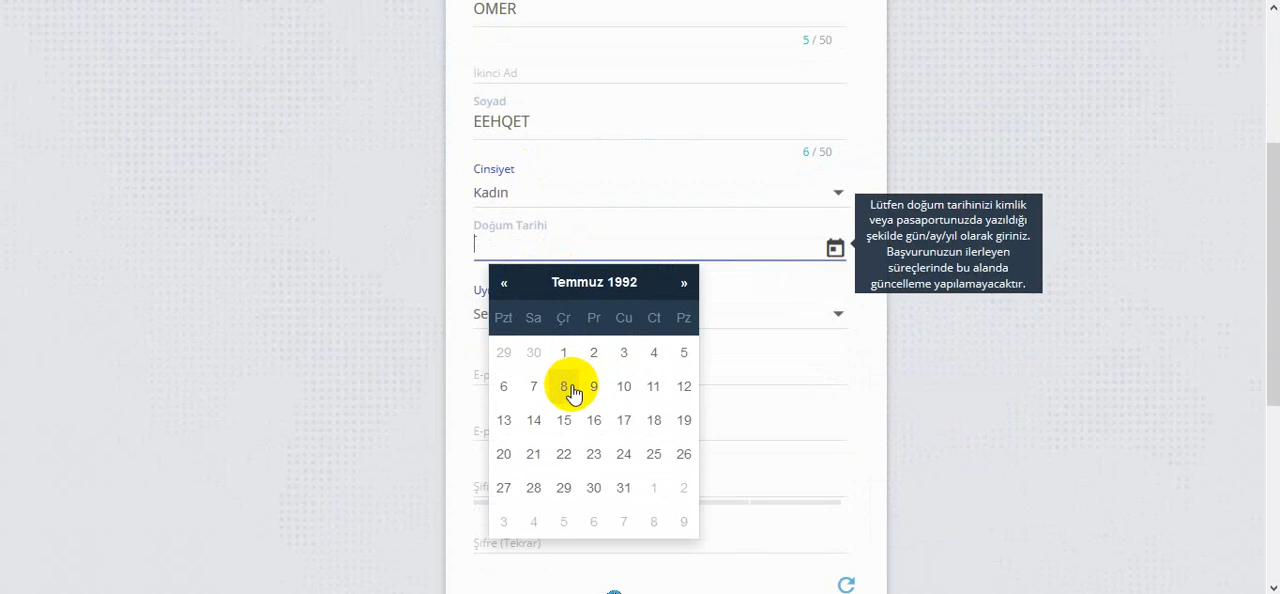 OMER
5 / 50
İkinci Ad
Soyad
EEHQET
6 / 50
Cinsiyet
Kadın
Doğum Tarihi
Lütfen doğum tarihinizi kimlik
veya pasaportunuzda yazıldığı
şekilde gün/ay/yıl olarak giriniz.
Başvurunuzun ilerleyen
süreçlerinde bu alanda
güncelleme yapılamayacaktır.
« Temmuz 1992 »
Pzt Sa Çr Pr Cu Ct Pz
29 30 1 2 3 4 5
6 7 8 9 10 11 12
13 14 15 16 17 18 19
20 21 22 23 24 25 26
27 28 29 30 31 1 2
3 4 5 6 7 8 9
Şifre (Tekrar)